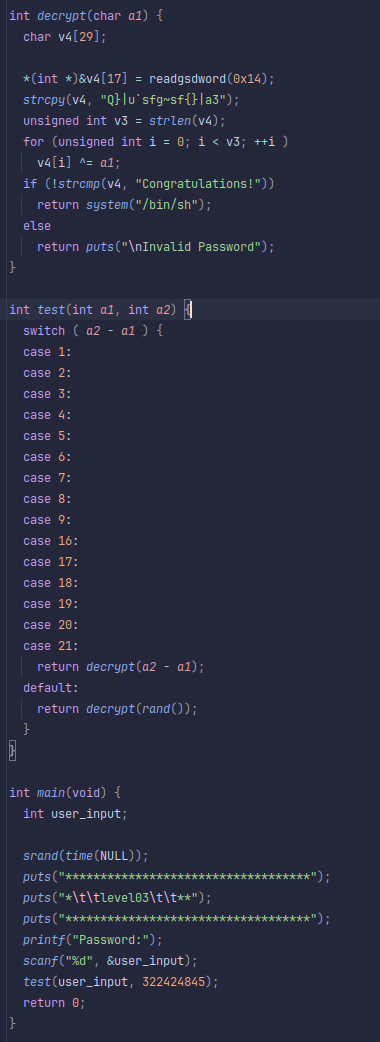 int decrypt(char a1) {
  char v4[29];

  *(int *)&v4[17] = readgsdword(0x14);
  strcpy(v4, "Q}|u`sfg~sf{}|a3");
  unsigned int v3 = strlen(v4);
  for (unsigned int i = 0; i < v3; ++i )
    v4[i] ^= a1;
  if (!strcmp(v4, "Congratulations!"))
    return system("/bin/sh");
  else
    return puts("\nInvalid Password");
}

int test(int a1, int a2) {
  switch ( a2 - a1 ) {
  case 1:
  case 2:
  case 3:
  case 4:
  case 5:
  case 6:
  case 7:
  case 8:
  case 9:
  case 16:
  case 17:
  case 18:
  case 19:
  case 20:
  case 21:
    return decrypt(a2 - a1);
  default:
    return decrypt(rand());
  }
}

int main(void) {
  int user_input;

  srand(time(NULL));
  puts("***********************************");
  puts("*\t\tlevel03\t\t**");
  puts("***********************************");
  printf("Password:");
  scanf("%d", &user_input);
  test(user_input, 322424845);
  return 0;
}